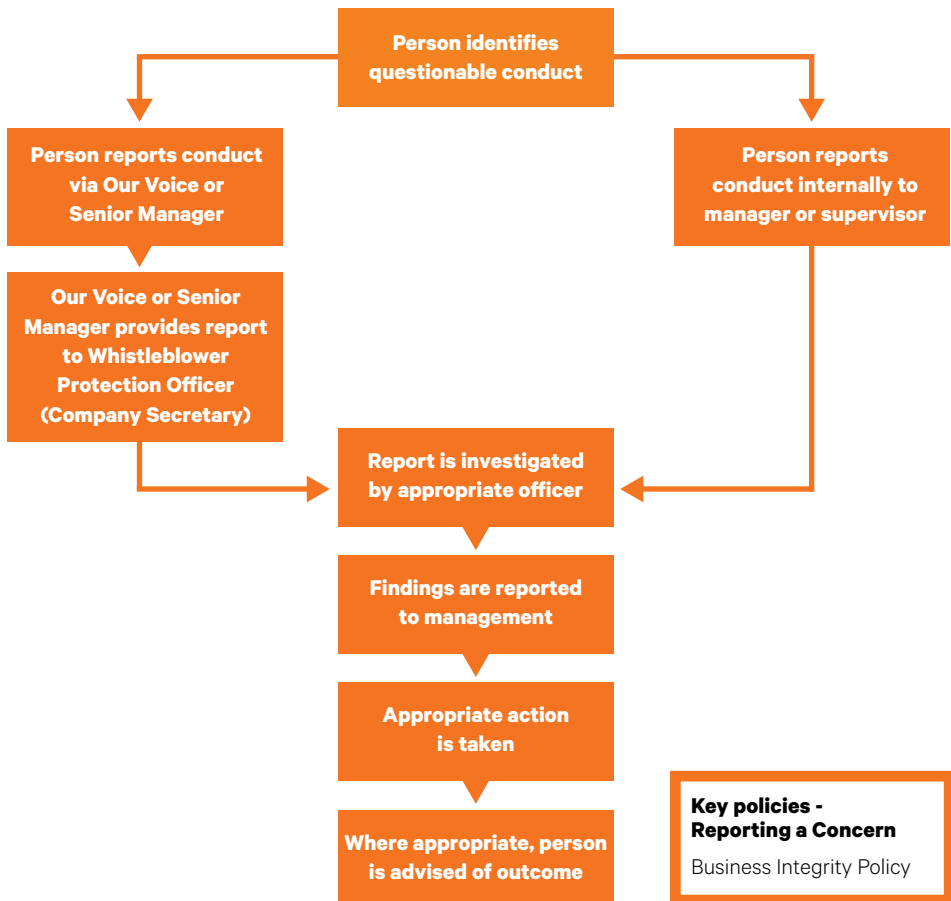 Person identifies
questionable conduct
Person reports conduct
via Our Voice or
Senior Manager
Person reports
conduct internally to
manager or supervisor
Our Voice or Senior
Manager provides report
to Whistleblower
Protection Officer
(Company Secretary)
Report is investigated
by appropriate officer
Findings are reported
to management
Appropriate action
is taken
Where appropriate, person
is advised of outcome
Key policies -
Reporting a Concern
Business Integrity Policy